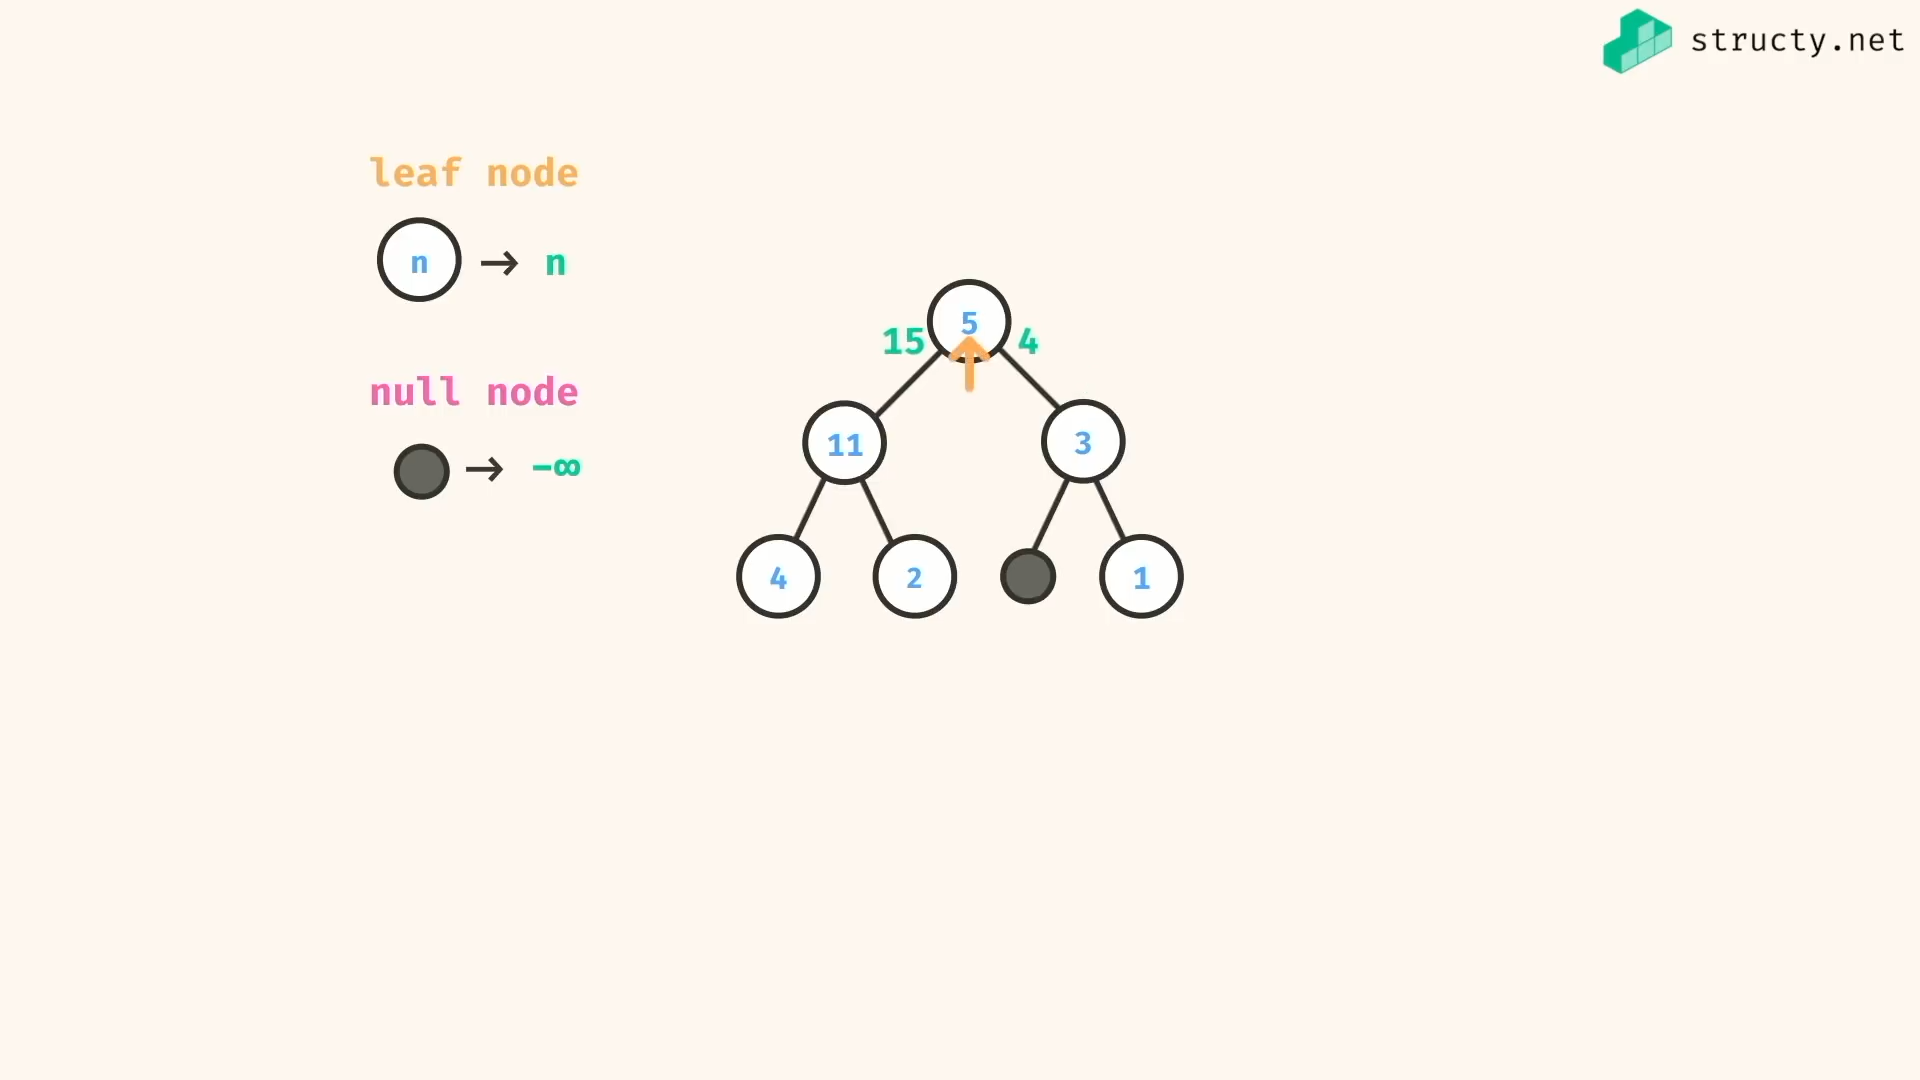 structy.net
leaf node
n → n
null node
→ -∞
5
15 4
11 3
4 2 1